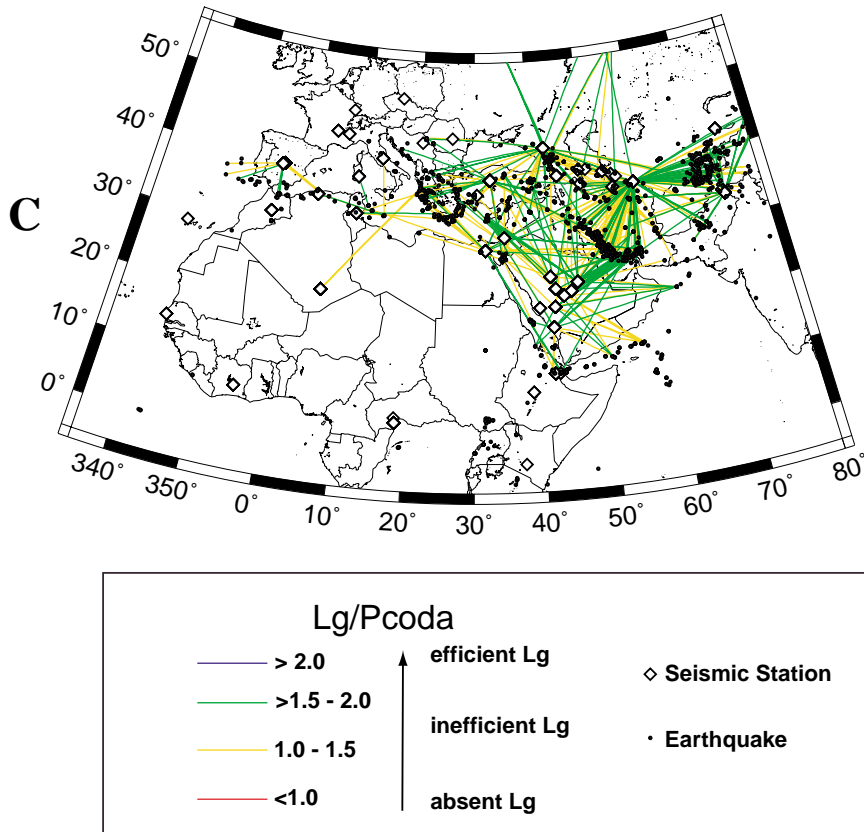 50°
40°
30°
20°
10°
0°
C
340°
350°
0°
10°
20°
30°
40°
50°
60°
70°
80°
Lg/Pcoda
> 2.0
>1.5 - 2.0
1.0 - 1.5
<1.0
efficient Lg
inefficient Lg
absent Lg
Seismic Station
Earthquake